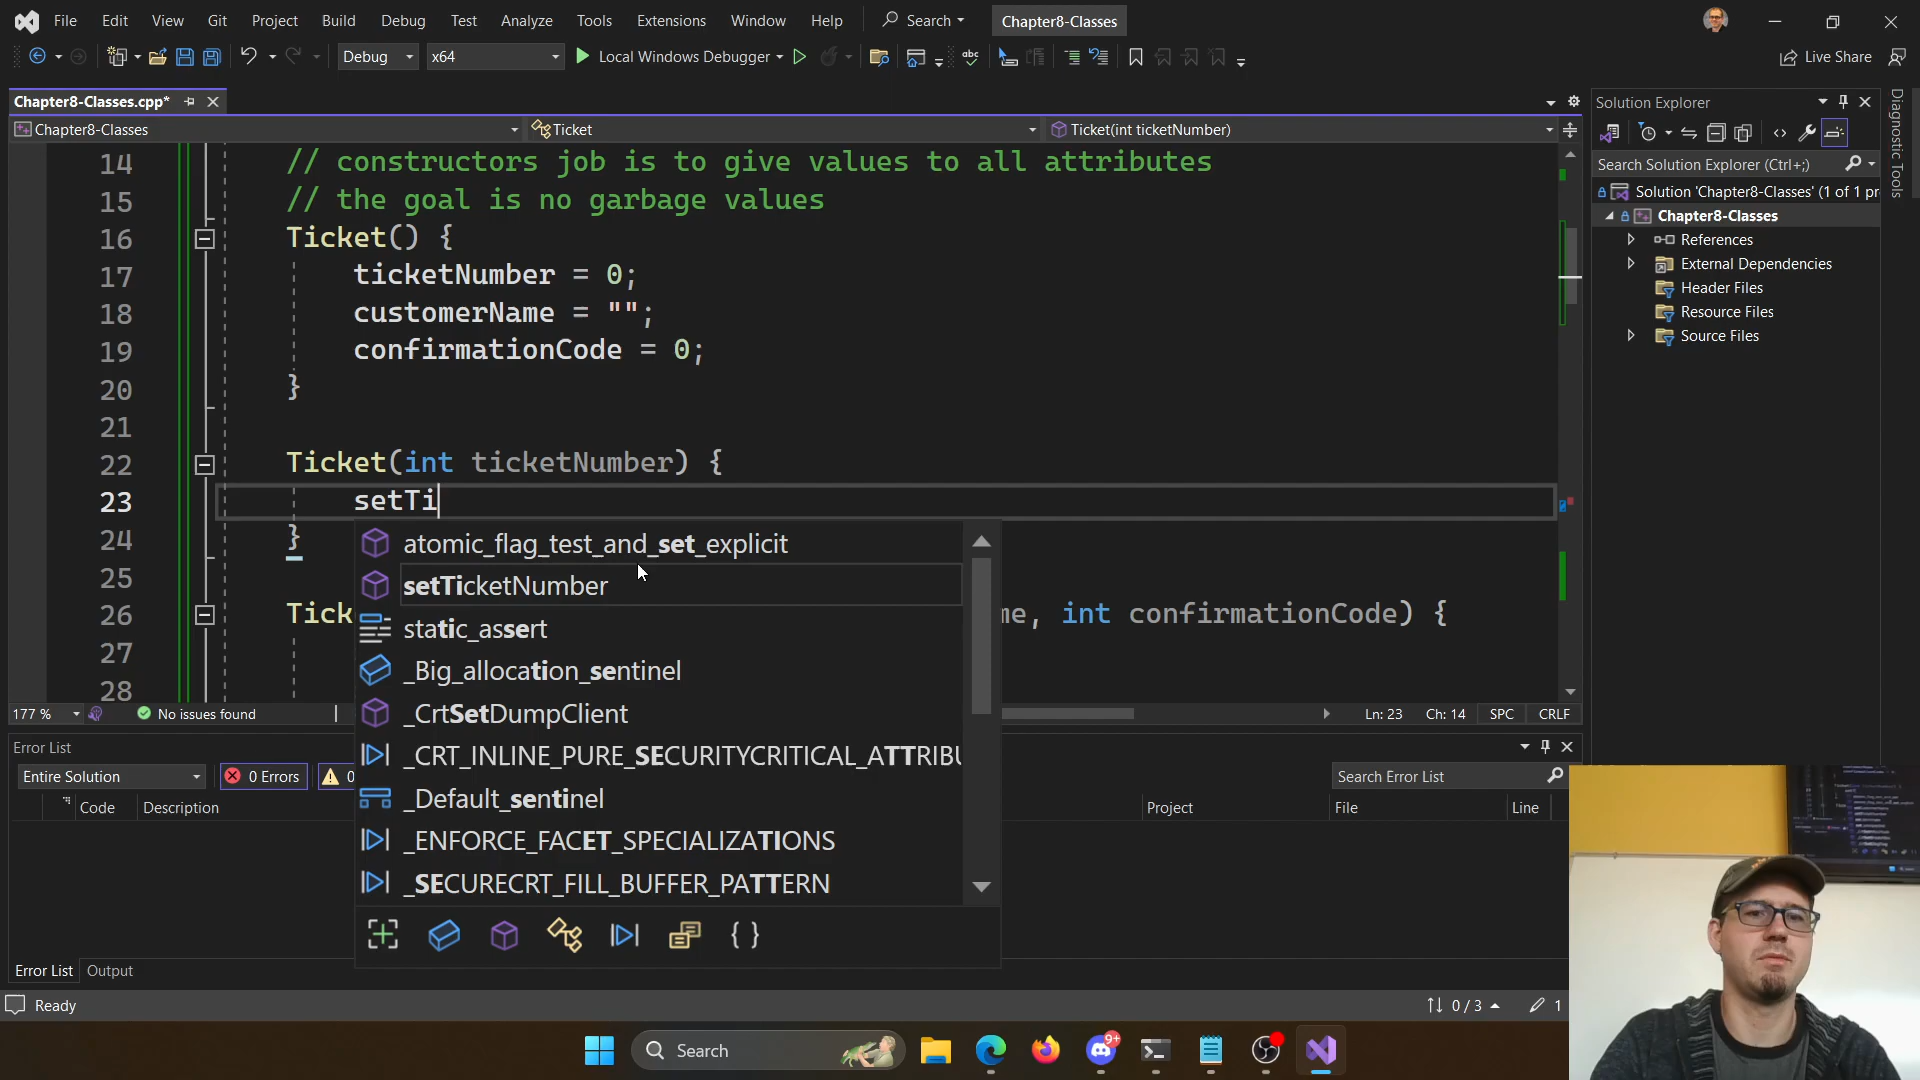 File Edit View Git Project Build Debug Test Analyze Tools Extensions Window Help Search Chapter8-Classes
Debug x64 Local Windows Debugger Live Share
Chapter8-Classes.cpp*
Chapter8-Classes Ticket Ticket(int ticketNumber)
14 // constructors job is to give values to all attributes
15 // the goal is no garbage values
16 Ticket() {
17 ticketNumber = 0;
18 customerName = "";
19 confirmationCode = 0;
20 }
21
22 Ticket(int ticketNumber) {
23 setTi
24 }
25
26 Tick me, int confirmationCode) {
27
28
atomic_flag_test_and_set_explicit
setTicketNumber
static_assert
_Big_allocation_sentinel
_CrtSetDumpClient
_CRT_INLINE_PURE_SECURITYCRITICAL_ATTRIBU
_Default_sentinel
_ENFORCE_FACET_SPECIALIZATIONS
_SECURECRT_FILL_BUFFER_PATTERN
177 % No issues found Ln: 23 Ch: 14 SPC CRLF
Error List
Entire Solution 0 Errors 0 Search Error List
Code Description Project File Line
Error List Output
Ready 0 / 3 1
Solution Explorer
Search Solution Explorer (Ctrl+;)
Solution 'Chapter8-Classes' (1 of 1 pr
Chapter8-Classes
References
External Dependencies
Header Files
Resource Files
Source Files
Diagnostic Tools
Search 9+